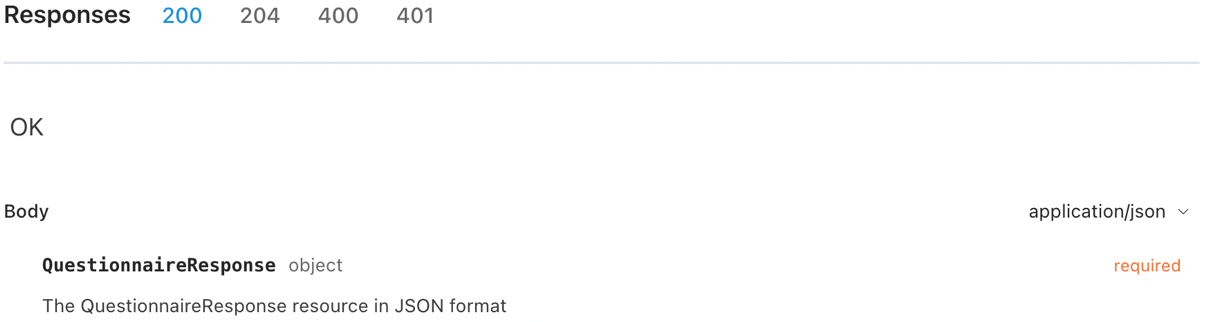 Responses 200 204 400 401
OK
Body application/json
QuestionnaireResponse object required
The QuestionnaireResponse resource in JSON format